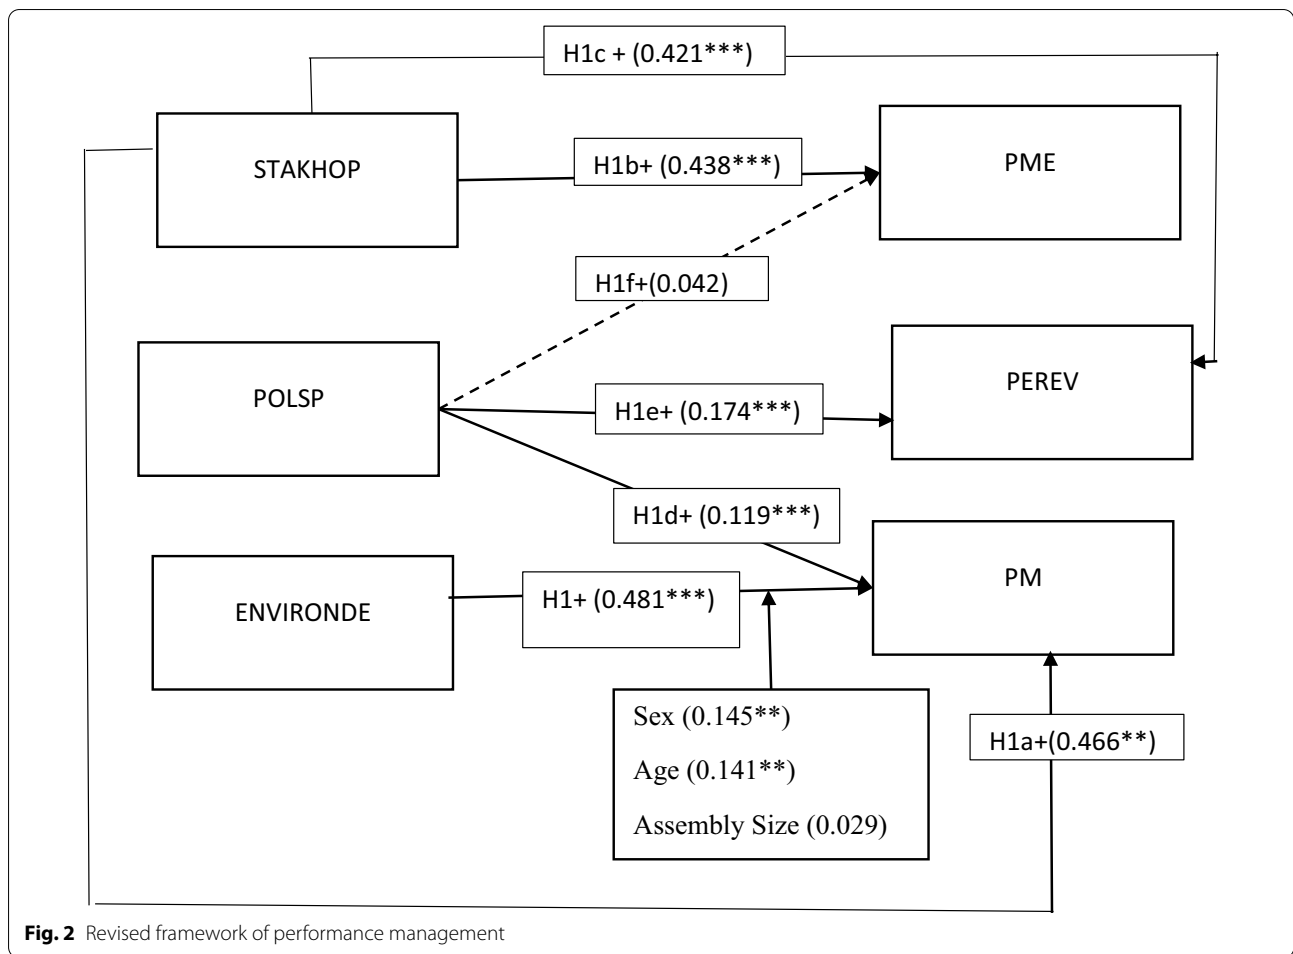 H1c + (0.421***)
STAKHOP
H1b+ (0.438***)
PME
H1f+(0.042)
POLSP
H1e+ (0.174***)
PEREV
H1d+ (0.119***)
ENVIRONDE
H1+ (0.481***)
PM
Sex (0.145**)
Age (0.141**)
Assembly Size (0.029)
H1a+(0.466**)
Fig. 2 Revised framework of performance management